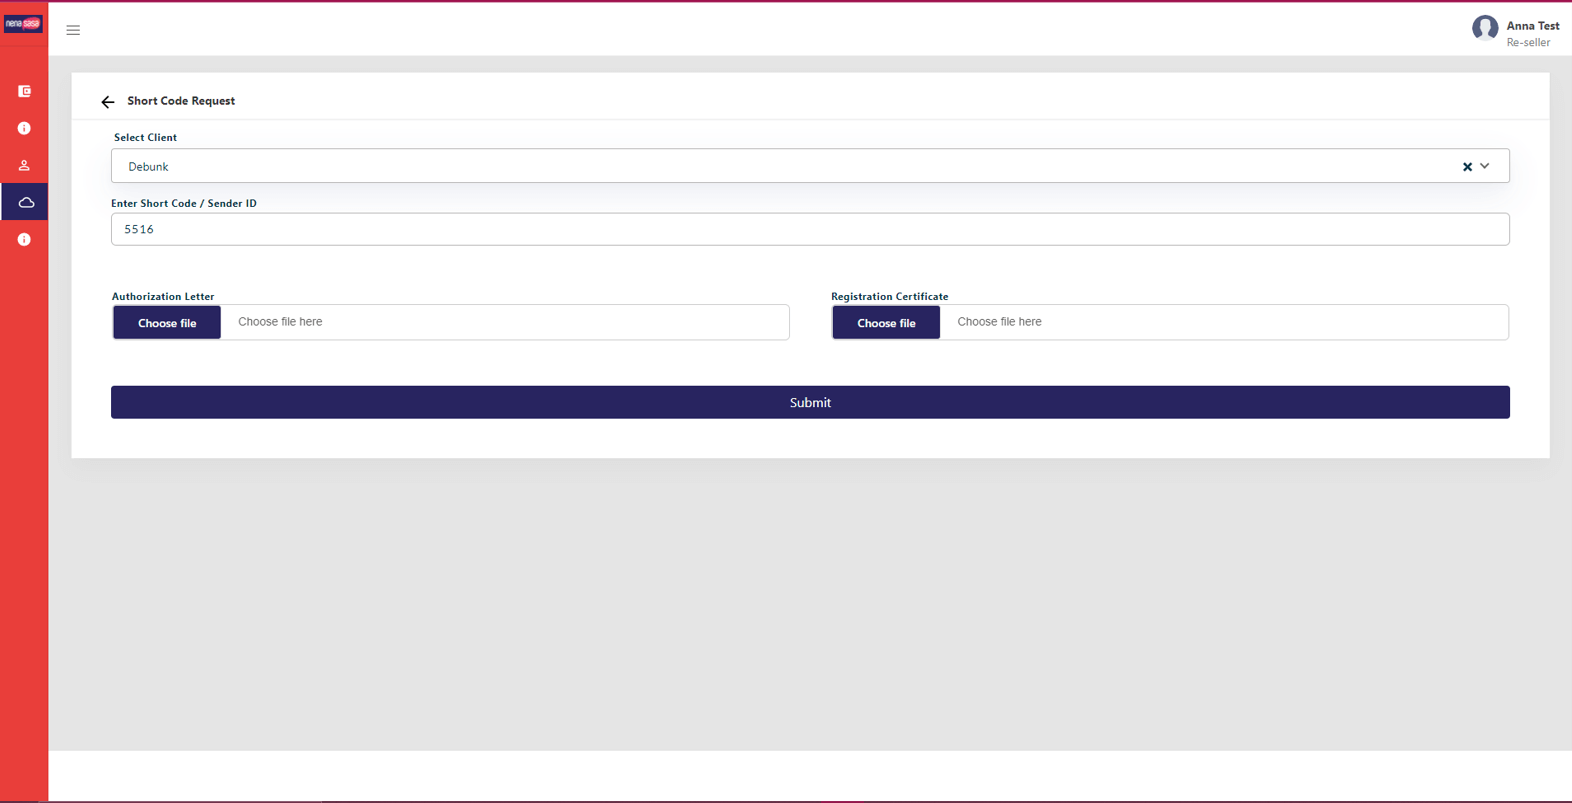 nena sasa
Anna Test
Re-seller
Short Code Request
Select Client
Debunk
Enter Short Code / Sender ID
5516
Authorization Letter
Registration Certificate
Choose file Choose file here
Choose file Choose file here
Submit